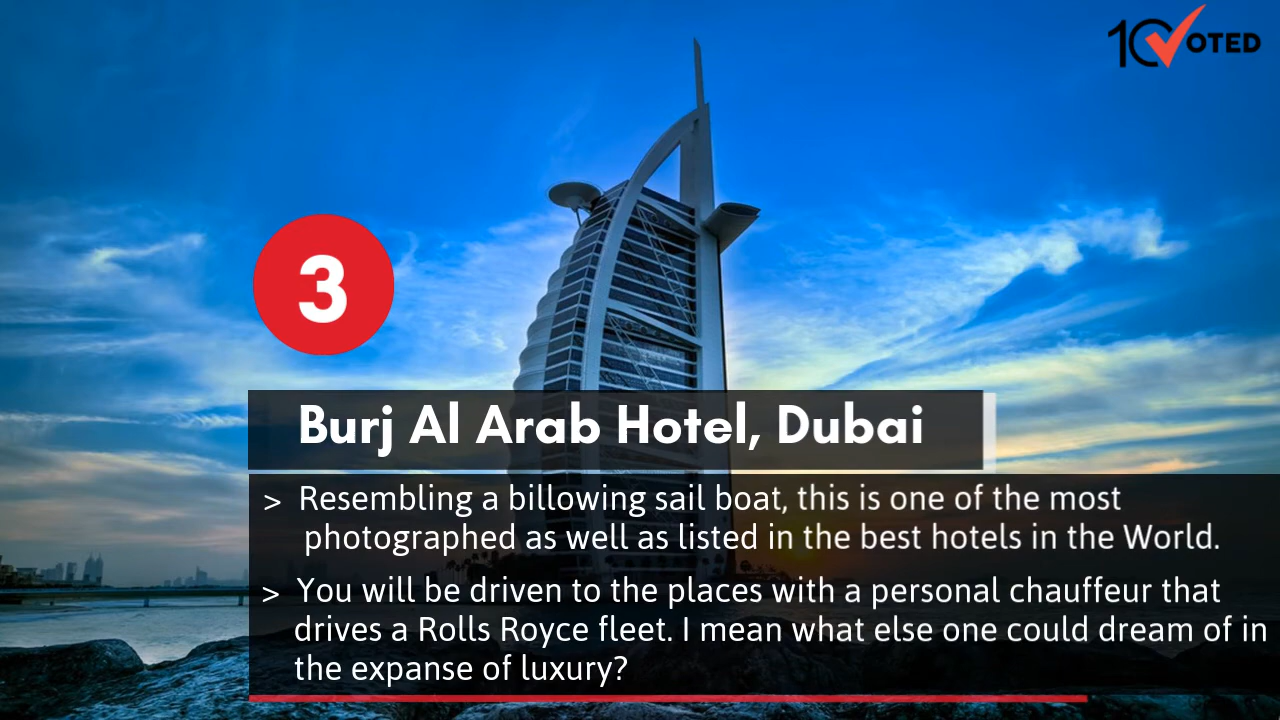 10VOTED
3
Burj Al Arab Hotel, Dubai
> Resembling a billowing sail boat, this is one of the most
photographed as well as listed in the best hotels in the World.
> You will be driven to the places with a personal chauffeur that
drives a Rolls Royce fleet. I mean what else one could dream of in
the expanse of luxury?